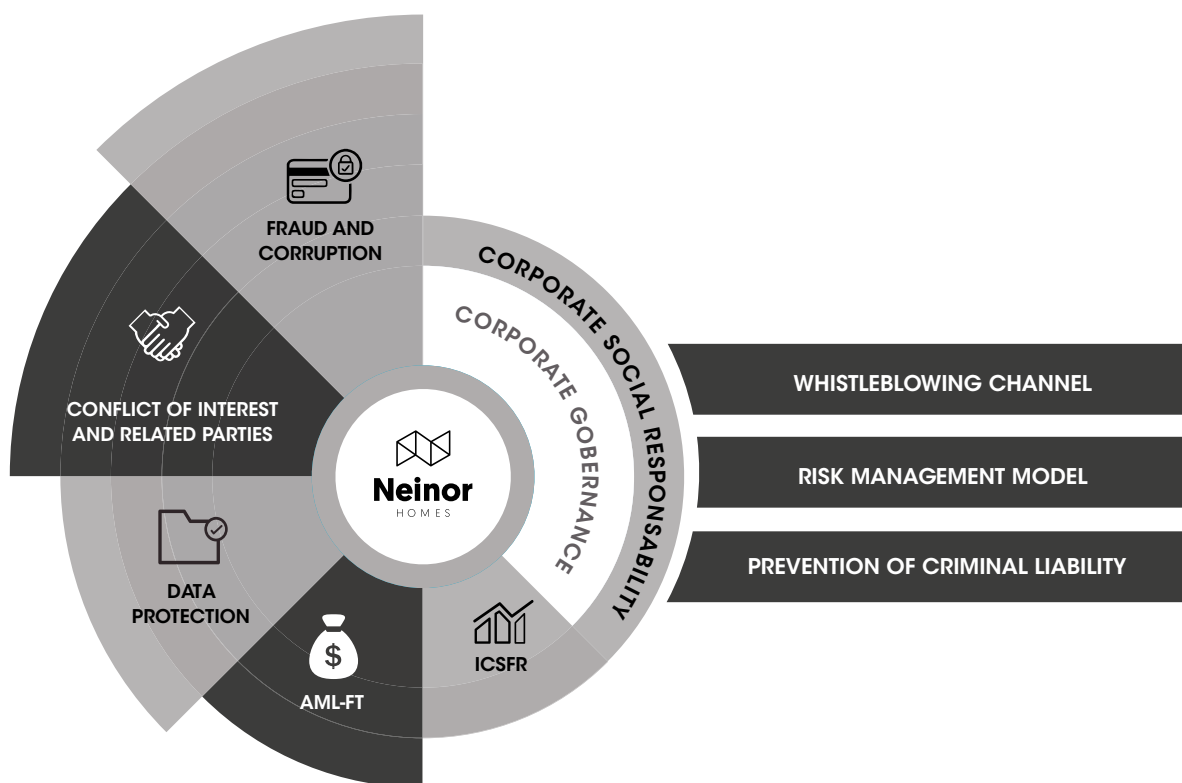 FRAUD AND
CORRUPTION
CONFLICT OF INTEREST
AND RELATED PARTIES
DATA
PROTECTION
$
AML-FT
ICSFR
Neinor
HOMES
CORPORATE GOBERNANCE
CORPORATE SOCIAL RESPONSABILITY
WHISTLEBLOWING CHANNEL
RISK MANAGEMENT MODEL
PREVENTION OF CRIMINAL LIABILITY